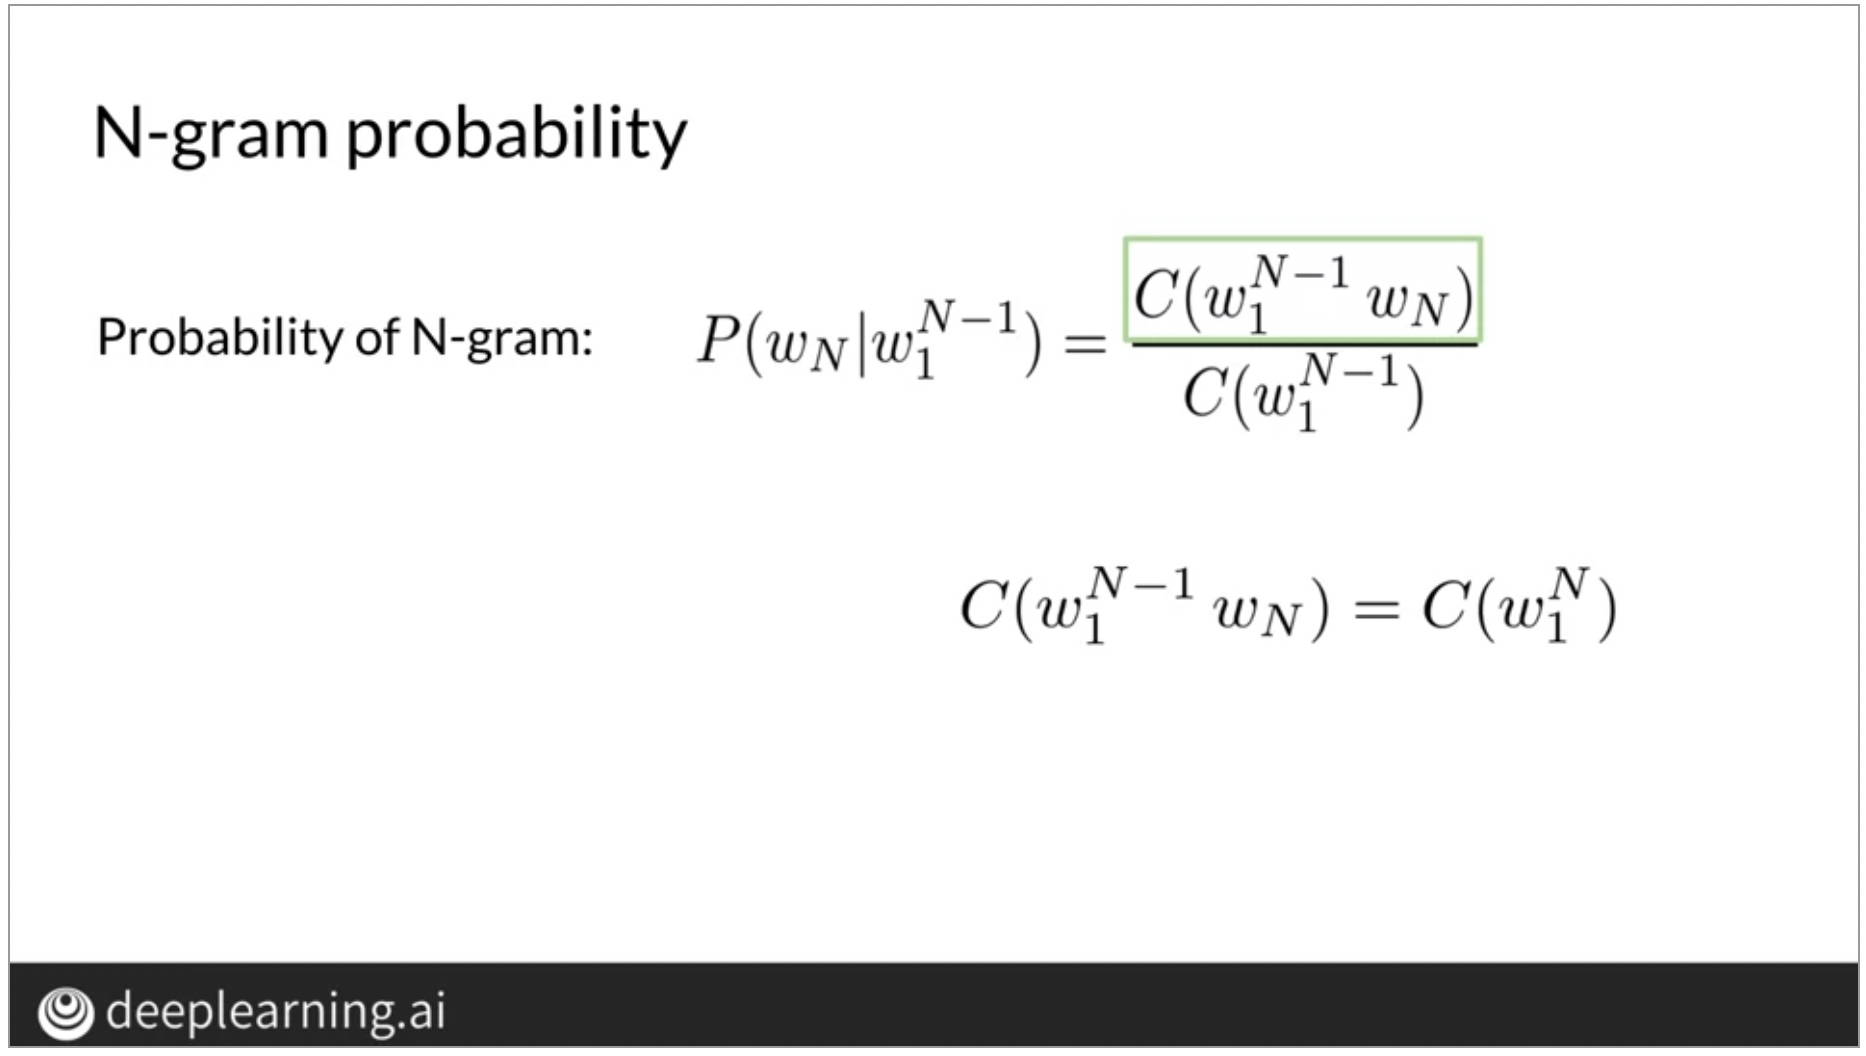 N-gram probability
Probability of N-gram: $P(w_N|w_1^{N-1}) = \frac{C(w_1^{N-1} w_N)}{C(w_1^{N-1})}$
$C(w_1^{N-1} w_N) = C(w_1^N)$
deeplearning.ai